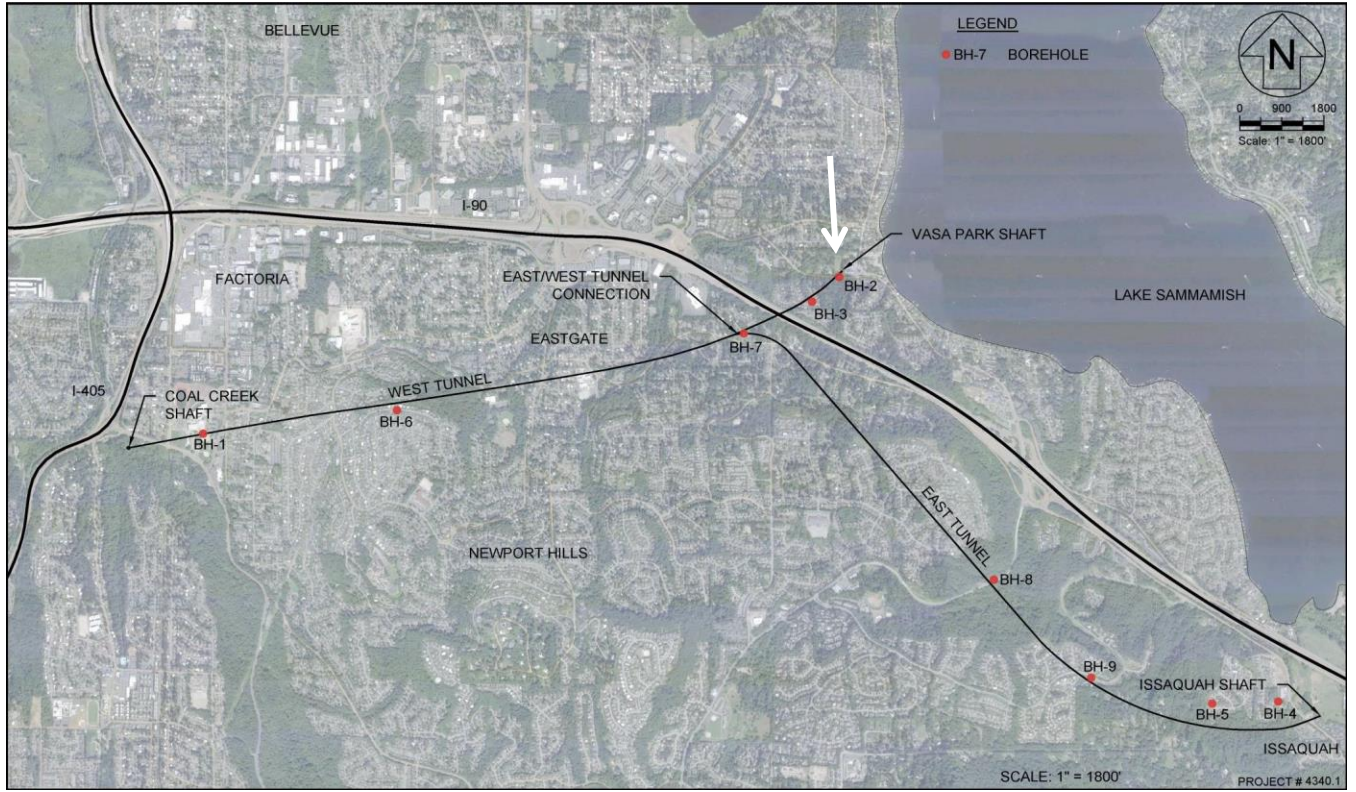 BELLEVUE
LEGEND
BH-7 BOREHOLE
N
0 900 1800
Scale: 1" = 1800'
I-90
VASA PARK SHAFT
EAST/WEST TUNNEL
CONNECTION
FACTORIA
BH-2
LAKE SAMMAMISH
BH-3
EASTGATE
BH-7
I-405
COAL CREEK
SHAFT
WEST TUNNEL
BH-6
BH-1
EAST TUNNEL
NEWPORT HILLS
BH-8
BH-9
ISSAQUAH SHAFT
BH-5
BH-4
ISSAQUAH
SCALE: 1" = 1800'
PROJECT # 4340.1